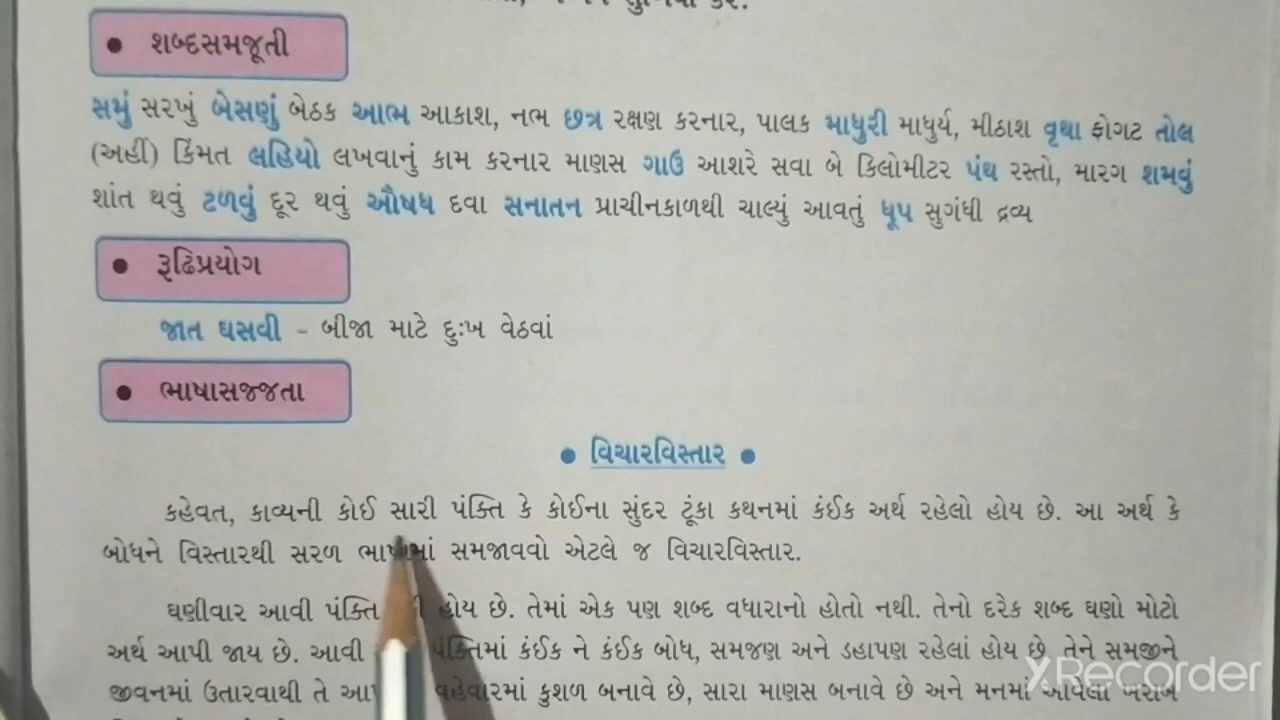 શબ્દસમજૂતી
સમું સરખું બેસણું બેઠક આભ આકાશ, નભ છત્ર રક્ષણ કરનાર, પાલક માધુરી માધુર્ય, મીઠાશ વૃથા ફોગટ તોલ
(અહીં) કિંમત લહિયો લખવાનું કામ કરનાર માણસ ગાઉ આશરે સવા બે કિલોમીટર પંથ રસ્તો, મારગ શમવું
શાંત થવું ટળવું દૂર થવું ઔષધ દવા સનાતન પ્રાચીનકાળથી ચાલ્યું આવતું ધૂપ સુગંધી દ્રવ્ય
રૂઢિપ્રયોગ
જાત ઘસવી - બીજા માટે દુઃખ વેઠવાં
ભાષાસજ્જતા
વિચારવિસ્તાર
કહેવત, કાવ્યની કોઈ સારી પંક્તિ કે કોઈના સુંદર ટૂંકા કથનમાં કંઈક અર્થ રહેલો હોય છે. આ અર્થ કે
બોધને વિસ્તારથી સરળ ભાષામાં સમજાવવો એટલે જ વિચારવિસ્તાર.
ઘણીવાર આવી પંક્તિ હોય છે. તેમાં એક પણ શબ્દ વધારાનો હોતો નથી. તેનો દરેક શબ્દ ઘણો મોટો
અર્થ આપી જાય છે. આવી પંક્તિમાં કંઈક ને કંઈક બોધ, સમજણ અને ડહાપણ રહેલાં હોય છે. તેને સમજીને
જીવનમાં ઉતારવાથી તે વહેવારમાં કુશળ બનાવે છે, સારા માણસ બનાવે છે અને મનમાં આવેલા ખરાબ
XRecorder